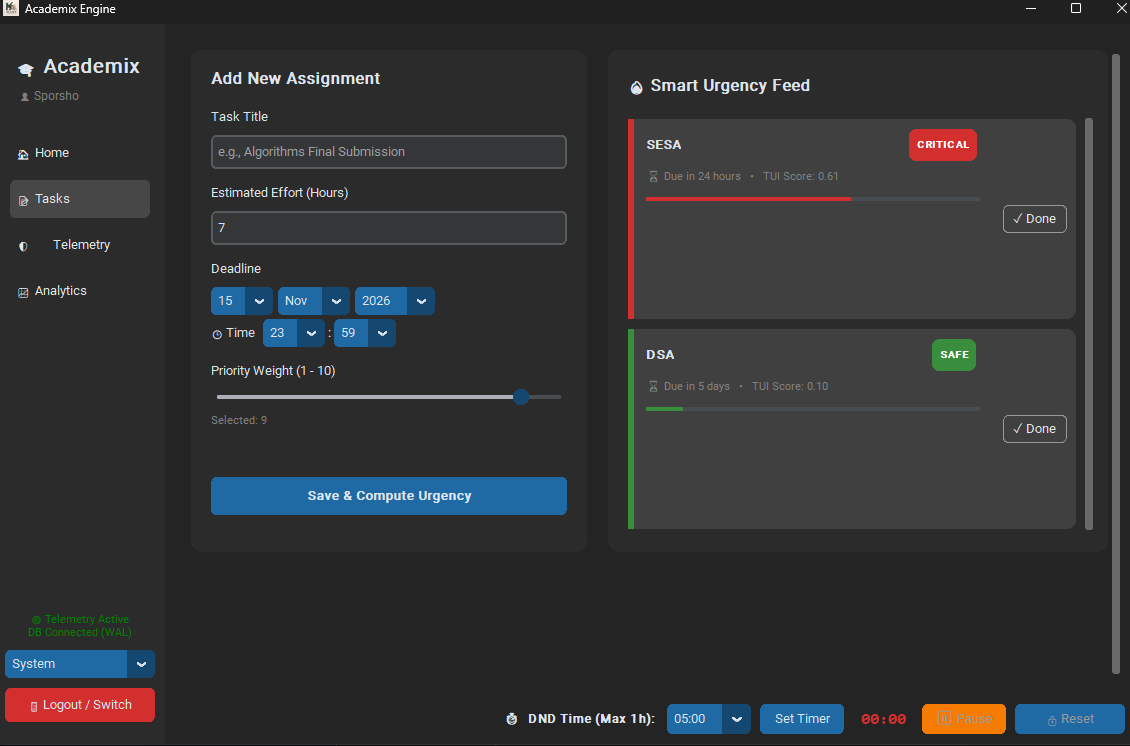 Academix Engine
Academix
Sporsho
Home
Tasks
Telemetry
Analytics
Telemetry Active
DB Connected (WAL)
System
Logout / Switch
Add New Assignment
Task Title
e.g., Algorithms Final Submission
Estimated Effort (Hours)
7
Deadline
15 Nov 2026
Time 23 : 59
Priority Weight (1 - 10)
Selected: 9
Save & Compute Urgency
Smart Urgency Feed
SESA CRITICAL
Due in 24 hours • TUI Score: 0.61
✓ Done
DSA SAFE
Due in 5 days • TUI Score: 0.10
✓ Done
DND Time (Max 1h): 05:00 Set Timer 00:00 Pause Reset